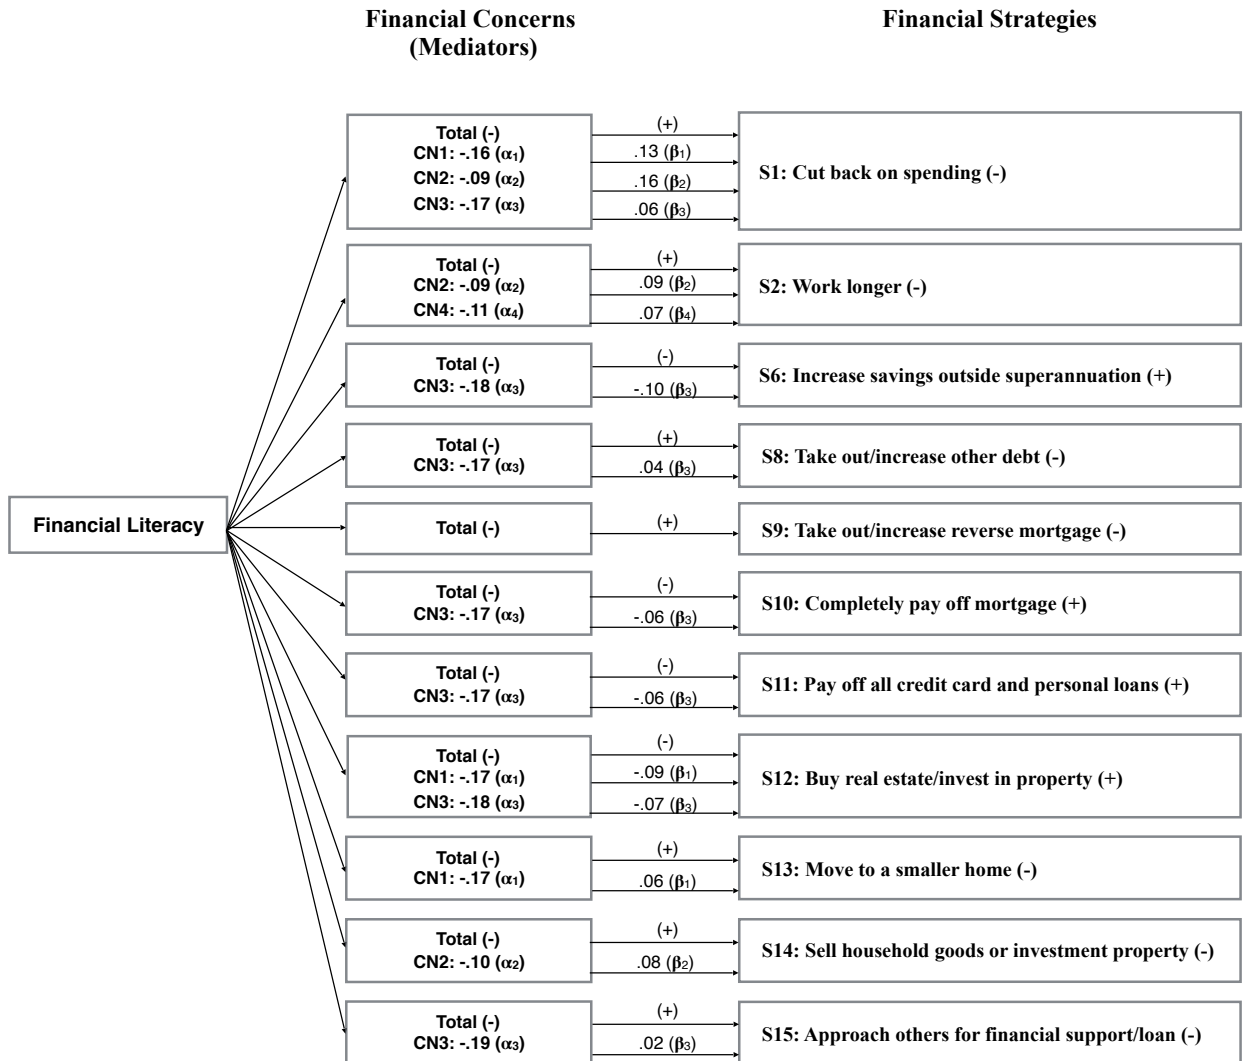 Financial Concerns
(Mediators)
Financial Strategies
Total (-)
CN1: -.16 (α1)
CN2: -.09 (α2)
CN3: -.17 (α3)
(+)
.13 (β1)
.16 (β2)
.06 (β3)
S1: Cut back on spending (-)
Total (-)
CN2: -.09 (α2)
CN4: -.11 (α4)
(+)
.09 (β2)
.07 (β4)
S2: Work longer (-)
Total (-)
CN3: -.18 (α3)
(-)
-.10 (β3)
S6: Increase savings outside superannuation (+)
Total (-)
CN3: -.17 (α3)
(+)
.04 (β3)
S8: Take out/increase other debt (-)
Financial Literacy
Total (-)
(+)
S9: Take out/increase reverse mortgage (-)
Total (-)
CN3: -.17 (α3)
(-)
-.06 (β3)
S10: Completely pay off mortgage (+)
Total (-)
CN3: -.17 (α3)
(-)
-.06 (β3)
S11: Pay off all credit card and personal loans (+)
Total (-)
CN1: -.17 (α1)
CN3: -.18 (α3)
(-)
-.09 (β1)
-.07 (β3)
S12: Buy real estate/invest in property (+)
Total (-)
CN1: -.17 (α1)
(+)
.06 (β1)
S13: Move to a smaller home (-)
Total (-)
CN2: -.10 (α2)
(+)
.08 (β2)
S14: Sell household goods or investment property (-)
Total (-)
CN3: -.19 (α3)
(+)
.02 (β3)
S15: Approach others for financial support/loan (-)